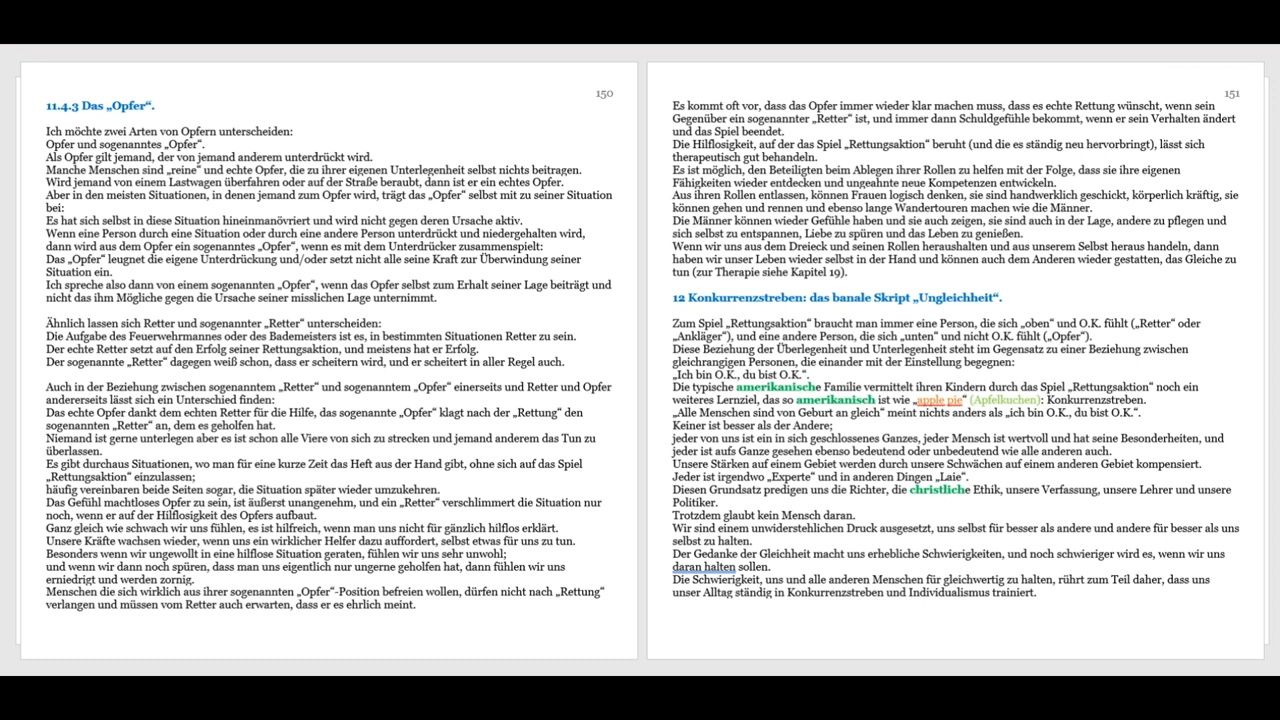 150
11.4.3 Das „Opfer“.
Ich möchte zwei Arten von Opfern unterscheiden:
Opfer und sogenanntes „Opfer“.
Als Opfer gilt jemand, der von jemand anderem unterdrückt wird.
Manche Menschen sind „reine“ und echte Opfer, die zu ihrer eigenen Unterlegenheit selbst nichts beitragen.
Wird jemand von einem Lastwagen überfahren oder auf der Straße beraubt, dann ist er ein echtes Opfer.
Aber in den meisten Situationen, in denen jemand zum Opfer wird, trägt das „Opfer“ selbst mit zu seiner Situation
bei:
Es hat sich selbst in diese Situation hineinmanövriert und wird nicht gegen deren Ursache aktiv.
Wenn eine Person durch eine Situation oder durch eine andere Person unterdrückt und niedergehalten wird,
dann wird aus dem Opfer ein sogenanntes „Opfer“, wenn es mit dem Unterdrücker zusammenspielt:
Das „Opfer“ leugnet die eigene Unterdrückung und/oder setzt nicht alle seine Kraft zur Überwindung seiner
Situation ein.
Ich spreche also dann von einem sogenannten „Opfer“, wenn das Opfer selbst zum Erhalt seiner Lage beiträgt und
nicht das ihm Mögliche gegen die Ursache seiner misslichen Lage unternimmt.
Ähnlich lassen sich Retter und sogenannter „Retter“ unterscheiden:
Die Aufgabe des Feuerwehrmannes oder des Bademeisters ist es, in bestimmten Situationen Retter zu sein.
Der echte Retter setzt auf den Erfolg seiner Rettungsaktion, und meistens hat er Erfolg.
Der sogenannte „Retter“ dagegen weiß schon, dass er scheitern wird, und er scheitert in aller Regel auch.
Auch in der Beziehung zwischen sogenanntem „Retter“ und sogenanntem „Opfer“ einerseits und Retter und Opfer
andererseits lässt sich ein Unterschied finden:
Das echte Opfer dankt dem echten Retter für die Hilfe, das sogenannte „Opfer“ klagt nach der „Rettung“ den
sogenannten „Retter“ an, dem es geholfen hat.
Niemand ist gerne unterlegen aber es ist schon alle Viere von sich zu strecken und jemand anderem das Tun zu
überlassen.
Es gibt durchaus Situationen, wo man für eine kurze Zeit das Heft aus der Hand gibt, ohne sich auf das Spiel
„Rettungsaktion“ einzulassen;
häufig vereinbaren beide Seiten sogar, die Situation später wieder umzukehren.
Das Gefühl machtloses Opfer zu sein, ist äußerst unangenehm, und ein „Retter“ verschlimmert die Situation nur
noch, wenn er auf der Hilflosigkeit des Opfers aufbaut.
Ganz gleich wie schwach wir uns fühlen, es ist hilfreich, wenn man uns nicht für gänzlich hilflos erklärt.
Unsere Kräfte wachsen wieder, wenn uns ein wirklicher Helfer dazu auffordert, selbst etwas für uns zu tun.
Besonders wenn wir ungewollt in eine hilflose Situation geraten, fühlen wir uns sehr unwohl;
und wenn wir dann noch spüren, dass man uns eigentlich nur ungerne geholfen hat, dann fühlen wir uns
erniedrigt und werden zornig.
Menschen die sich wirklich aus ihrer sogenannten „Opfer“-Position befreien wollen, dürfen nicht nach „Rettung“
verlangen und müssen vom Retter auch erwarten, dass er es ehrlich meint.
151
Es kommt oft vor, dass das Opfer immer wieder klar machen muss, dass es echte Rettung wünscht, wenn sein
Gegenüber ein sogenannter „Retter“ ist, und immer dann Schuldgefühle bekommt, wenn er sein Verhalten ändert
und das Spiel beendet.
Die Hilflosigkeit, auf der das Spiel „Rettungsaktion“ beruht (und die es ständig neu hervorbringt), lässt sich
therapeutisch gut behandeln.
Es ist möglich, den Beteiligten beim Ablegen ihrer Rollen zu helfen mit der Folge, dass sie ihre eigenen
Fähigkeiten wieder entdecken und ungeahnte neue Kompetenzen entwickeln.
Aus ihren Rollen entlassen, können Frauen logisch denken, sie sind handwerklich geschickt, körperlich kräftig, sie
können gehen und rennen und ebenso lange Wandertouren machen wie die Männer.
Die Männer können wieder Gefühle haben und sie auch zeigen, sie sind auch in der Lage, andere zu pflegen und
sich selbst zu entspannen, Liebe zu spüren und das Leben zu genießen.
Wenn wir uns aus dem Dreieck und seinen Rollen heraushalten und aus unserem Selbst heraus handeln, dann
haben wir unser Leben wieder selbst in der Hand und können auch dem Anderen wieder gestatten, das Gleiche zu
tun (zur Therapie siehe Kapitel 19).
12 Konkurrenzstreben: das banale Skript „Ungleichheit“.
Zum Spiel „Rettungsaktion“ braucht man immer eine Person, die sich „oben“ und O.K. fühlt („Retter“ oder
„Ankläger“), und eine andere Person, die sich „unten“ und nicht O.K. fühlt („Opfer“).
Diese Beziehung der Überlegenheit und Unterlegenheit steht im Gegensatz zu einer Beziehung zwischen
gleichrangigen Personen, die einander mit der Einstellung begegnen:
„Ich bin O.K., du bist O.K.“.
Die typische amerikanische Familie vermittelt ihren Kindern durch das Spiel „Rettungsaktion“ noch ein
weiteres Lernziel, das so amerikanisch ist wie „apple pie“ (Apfelkuchen): Konkurrenzstreben.
„Alle Menschen sind von Geburt an gleich“ meint nichts anders als „ich bin O.K., du bist O.K.“.
Keiner ist besser als der Andere;
jeder von uns ist ein in sich geschlossenes Ganzes, jeder Mensch ist wertvoll und hat seine Besonderheiten, und
jeder ist aufs Ganze gesehen ebenso bedeutend oder unbedeutend wie alle anderen auch.
Unsere Stärken auf einem Gebiet werden durch unsere Schwächen auf einem anderen Gebiet kompensiert.
Jeder ist irgendwo „Experte“ und in anderen Dingen „Laie“.
Diesen Grundsatz predigen uns die Richter, die christliche Ethik, unsere Verfassung, unsere Lehrer und unsere
Politiker.
Trotzdem glaubt kein Mensch daran.
Wir sind einem unwiderstehlichen Druck ausgesetzt, uns selbst für besser als andere und andere für besser als uns
selbst zu halten.
Der Gedanke der Gleichheit macht uns erhebliche Schwierigkeiten, und noch schwieriger wird es, wenn wir uns
daran halten sollen.
Die Schwierigkeit, uns und alle anderen Menschen für gleichwertig zu halten, rührt zum Teil daher, dass uns
unser Alltag ständig in Konkurrenzstreben und Individualismus trainiert.